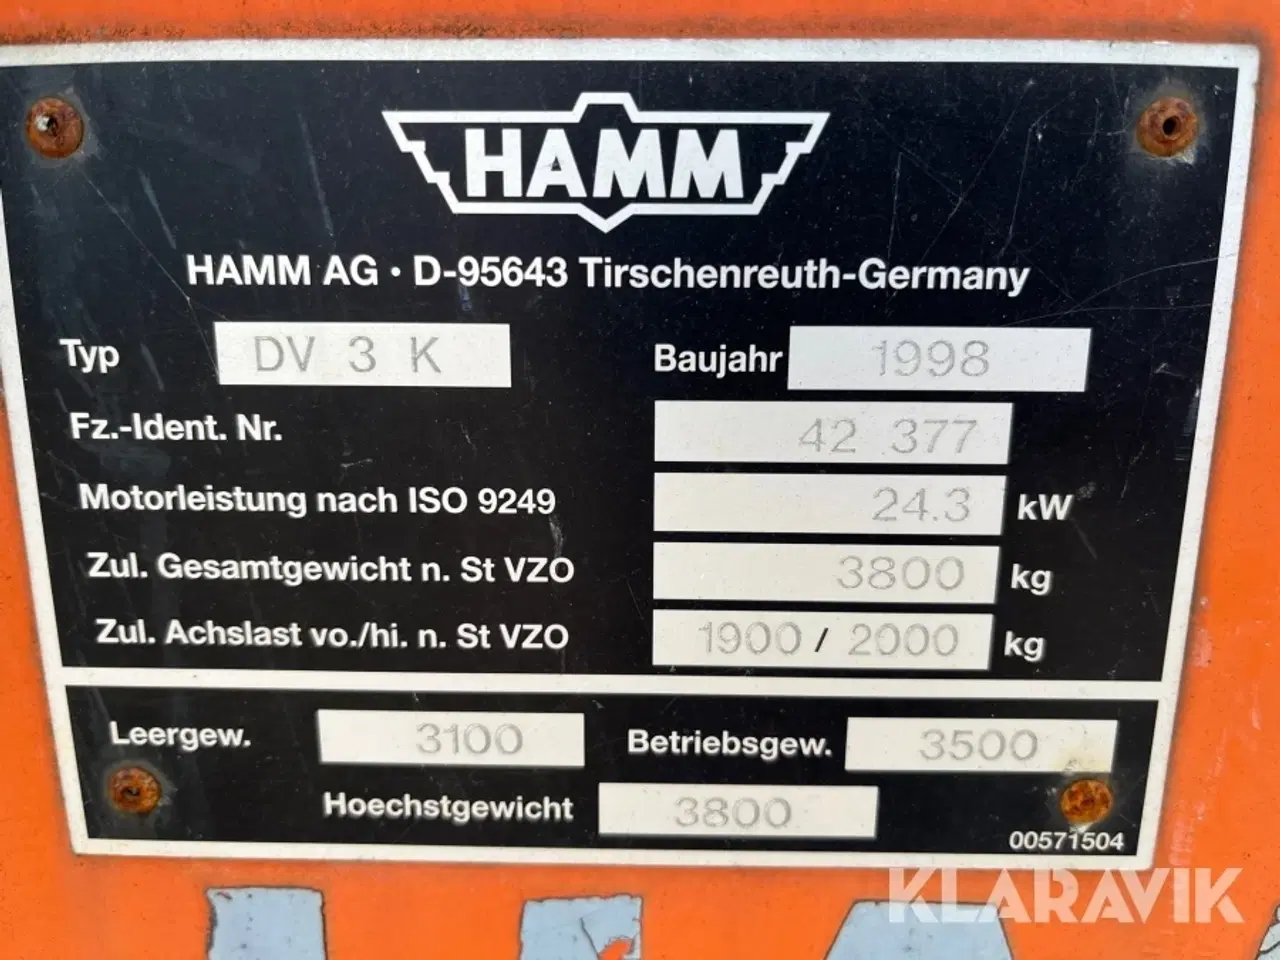 HAMM
HAMM AG · D-95643 Tirschenreuth-Germany
Typ DV 3 K Baujahr 1998
Fz.-Ident. Nr. 42 377
Motorleistung nach ISO 9249 24.3 kW
Zul. Gesamtgewicht n. St VZO 3800 kg
Zul. Achslast vo./hi. n. St VZO 1900 / 2000 kg
Leergew. 3100 Betriebsgew. 3500
Hoechstgewicht 3800
00571504
KLARAVIK